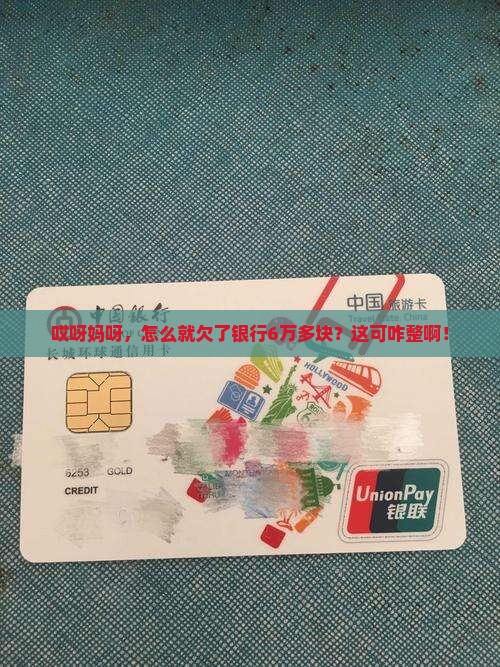 中国银行
中国旅游卡
Travel Card, China
哎呀妈呀，怎么就欠了银行6万多块？这可咋整啊！
长城环球通信用卡
HOLLYWOOD
6253 GOLD
CREDIT
UnionPay
银联